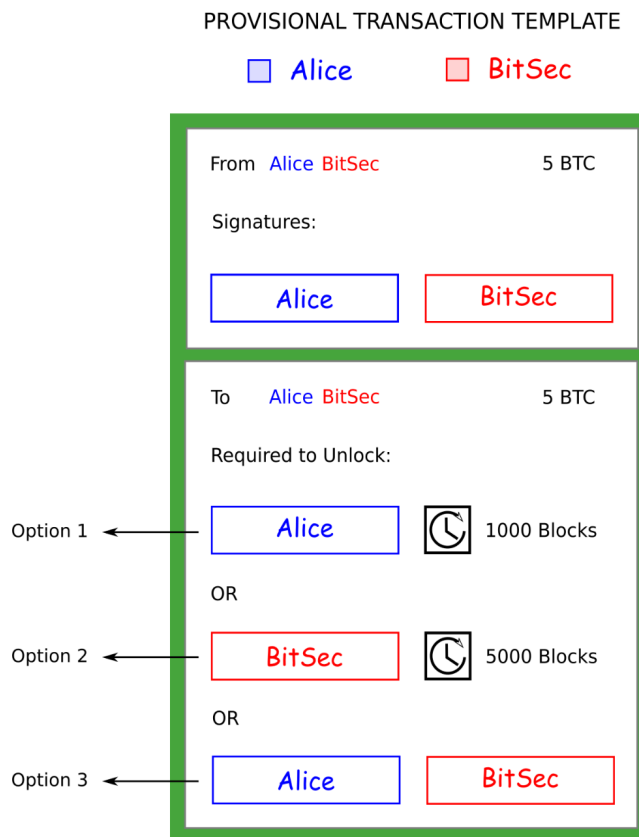 PROVISIONAL TRANSACTION TEMPLATE
Alice BitSec
From Alice BitSec 5 BTC
Signatures:
Alice BitSec
To Alice BitSec 5 BTC
Required to Unlock:
Option 1 Alice 1000 Blocks
OR
Option 2 BitSec 5000 Blocks
OR
Option 3 Alice BitSec